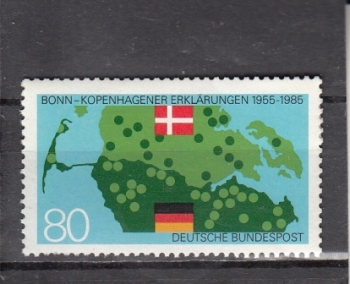 BONN-KOPENHAGENER ERKLÄRUNGEN 1955-1985
80
DEUTSCHE BUNDESPOST